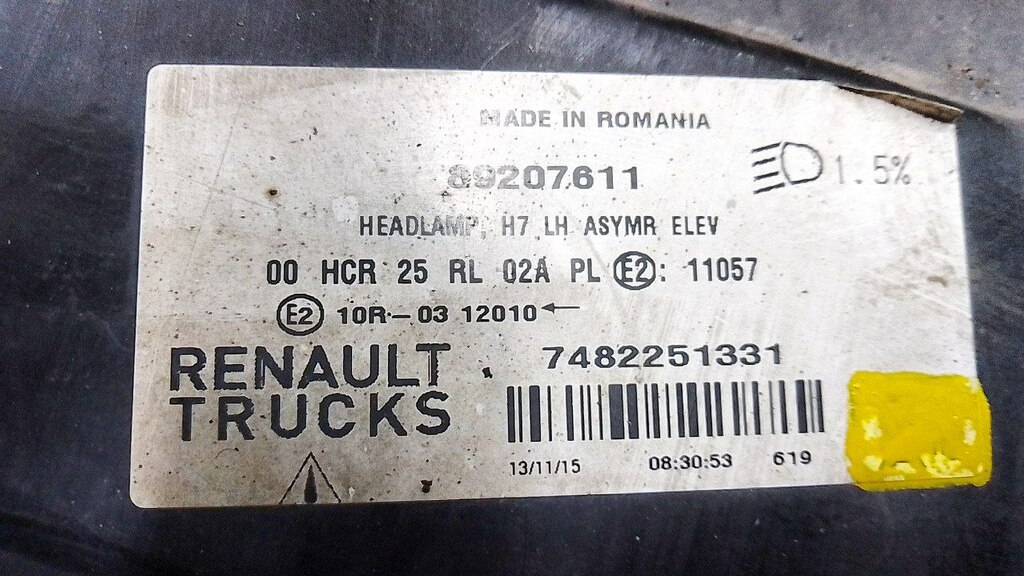 MADE IN ROMANIA
89207611
1.5%
HEADLAMP, H7 LH ASYMR ELEV
00 HCR 25 RL 02A PL E2: 11057
E2 10R-03 12010←
RENAULT
TRUCKS
7482251331
13/11/15 08:30:53 619